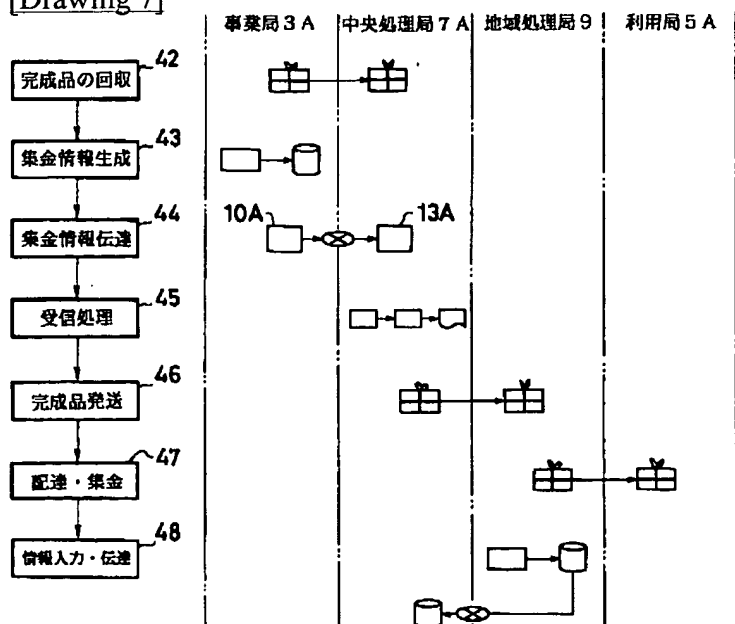 [Drawing 7]
事業局3A 中央処理局7A 地域処理局9 利用局5A
42
完成品の回収
43
集金情報生成
44
集金情報伝達
10A 13A
45
受信処理
46
完成品発送
47
配達・集金
48
情報入力・伝達